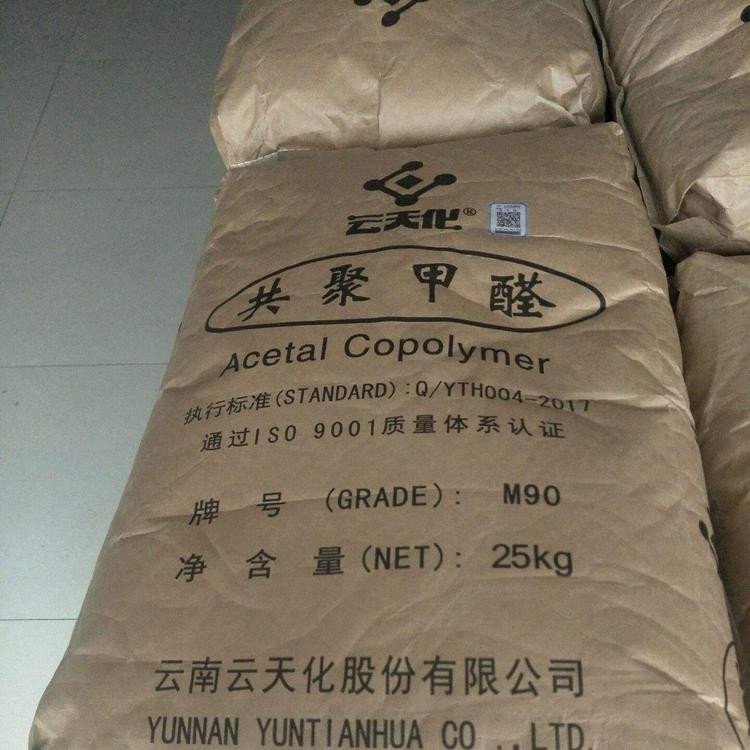 云天化®
共聚甲醛
Acetal Copolymer
执行标准(STANDARD):Q/YTH004-2017
通过ISO 9001质量体系认证
牌 号 (GRADE): M90
净 含 量(NET): 25kg
云南云天化股份有限公司
YUNNAN YUNTIANHUA CO .,LTD